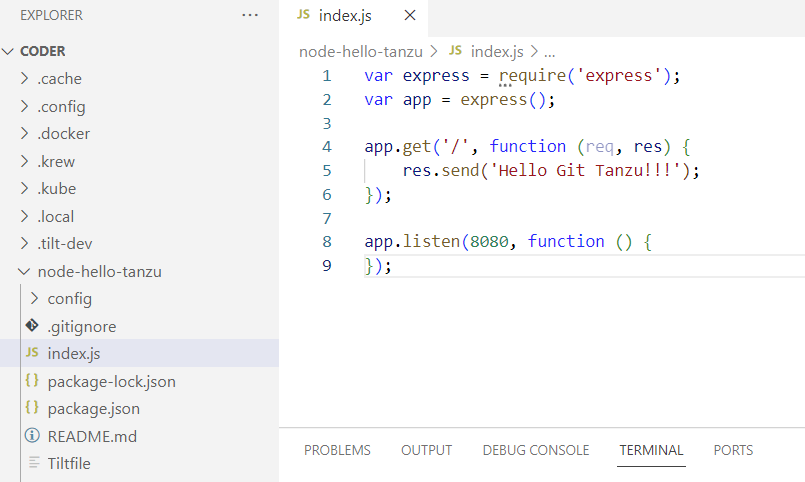 EXPLORER
CODER
.cache
.config
.docker
.krew
.kube
.local
.tilt-dev
node-hello-tanzu
config
.gitignore
JS index.js
{} package-lock.json
{} package.json
README.md
Tiltfile
JS index.js
node-hello-tanzu > JS index.js > ...
1 var express = require('express');
2 var app = express();
3
4 app.get('/', function (req, res) {
5     res.send('Hello Git Tanzu!!!');
6 });
7
8 app.listen(8080, function () {
9 });
PROBLEMS OUTPUT DEBUG CONSOLE TERMINAL PORTS